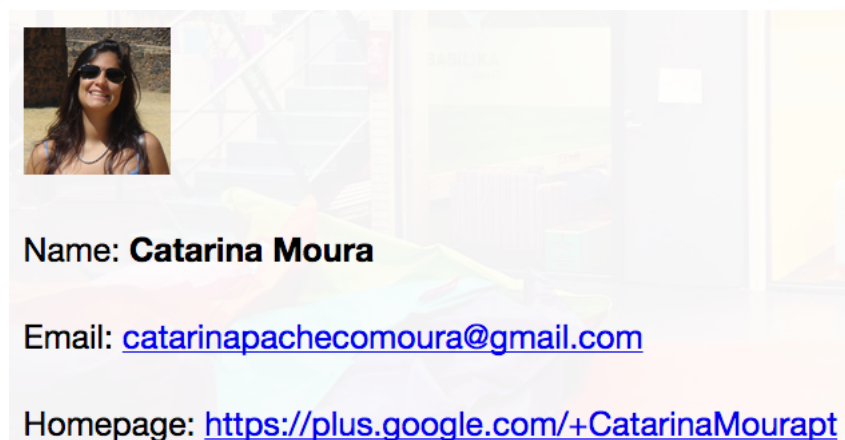 Name: Catarina Moura
Email: catarinapachecomoura@gmail.com
Homepage: https://plus.google.com/+CatarinaMourapt